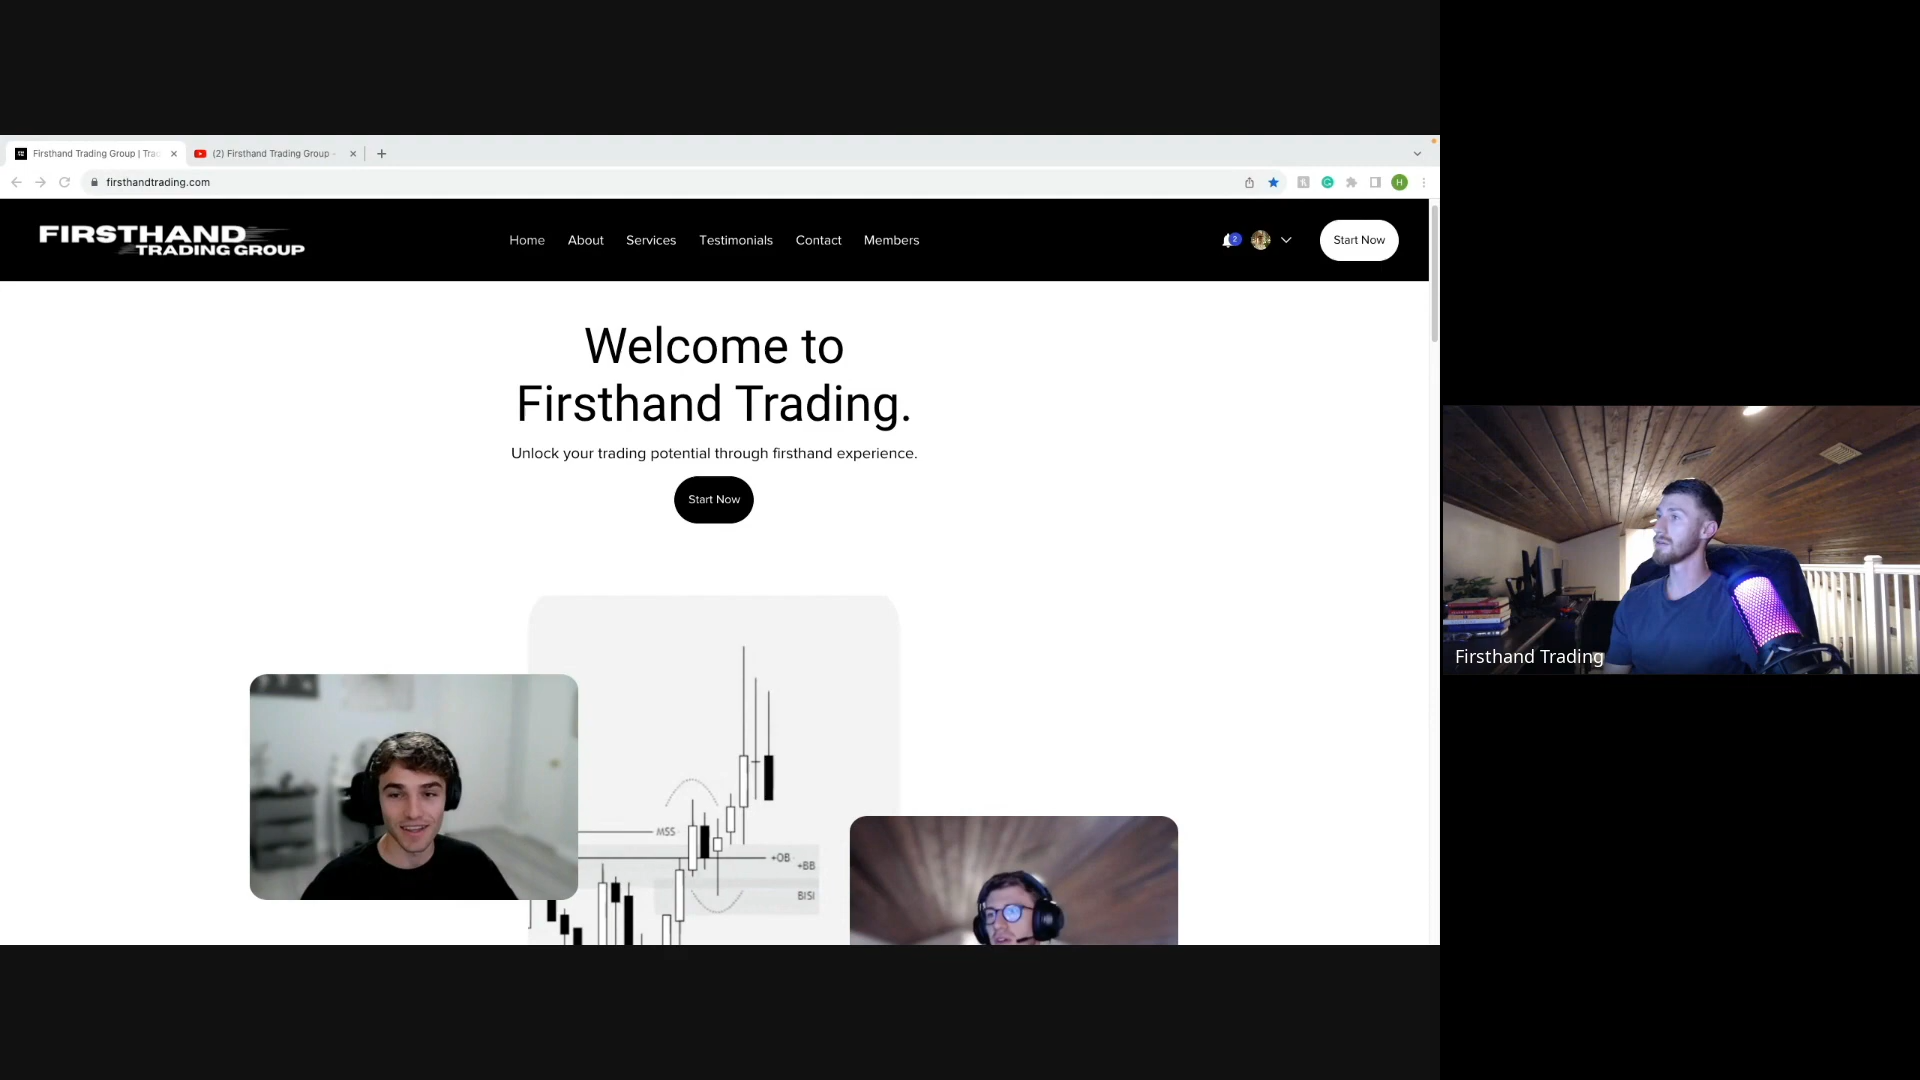 Firsthand Trading Group | Trac
(2) Firsthand Trading Group -
firsthandtrading.com
H
FIRSTHAND
TRADING GROUP
Home
About
Services
Testimonials
Contact
Members
2
Start Now
Welcome to
Firsthand Trading.
Unlock your trading potential through firsthand experience.
Start Now
MSS
+OB
+BB
BISI
Firsthand Trading